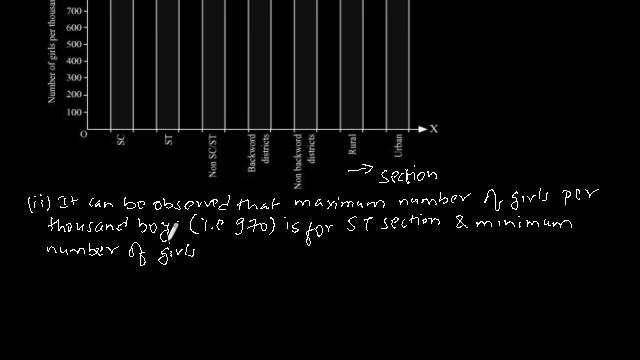 700
600
500
400
300
200
100
O
X
Number of girls per thousan
SC
ST
Non SC/ST
Backward districts
Non backword districts
Rural
Urban
→ section
(ii) It can be observed that maximum number of girls per
thousand boys (i.e 970) is for ST section & minimum
number of girls